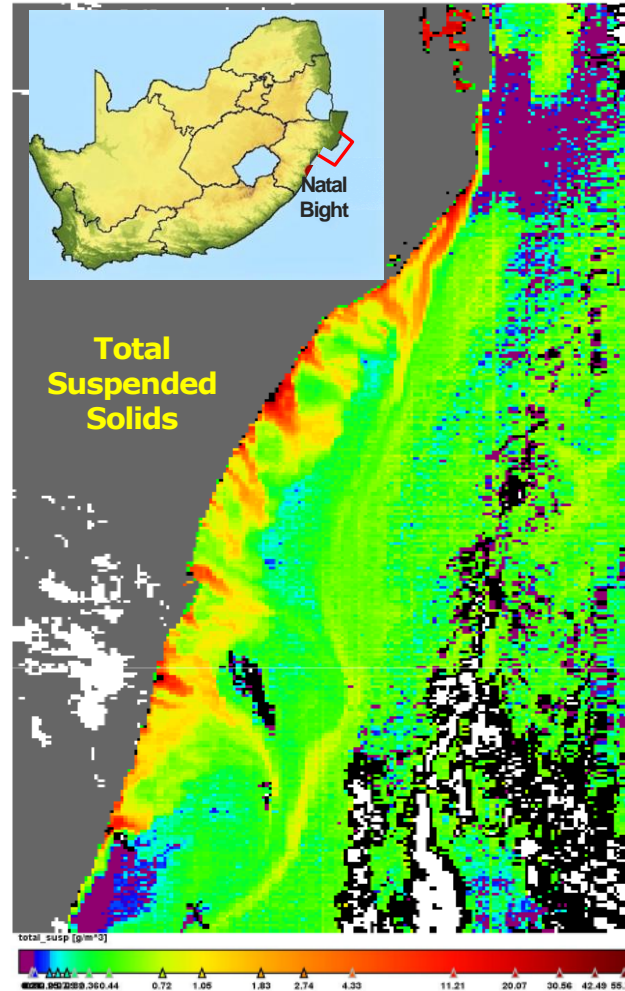 Natal
Bight
Total
Suspended
Solids
total_susp [g/m^3]
0.36 0.44 0.72 1.05 1.83 2.74 4.33 11.21 20.07 30.56 42.49